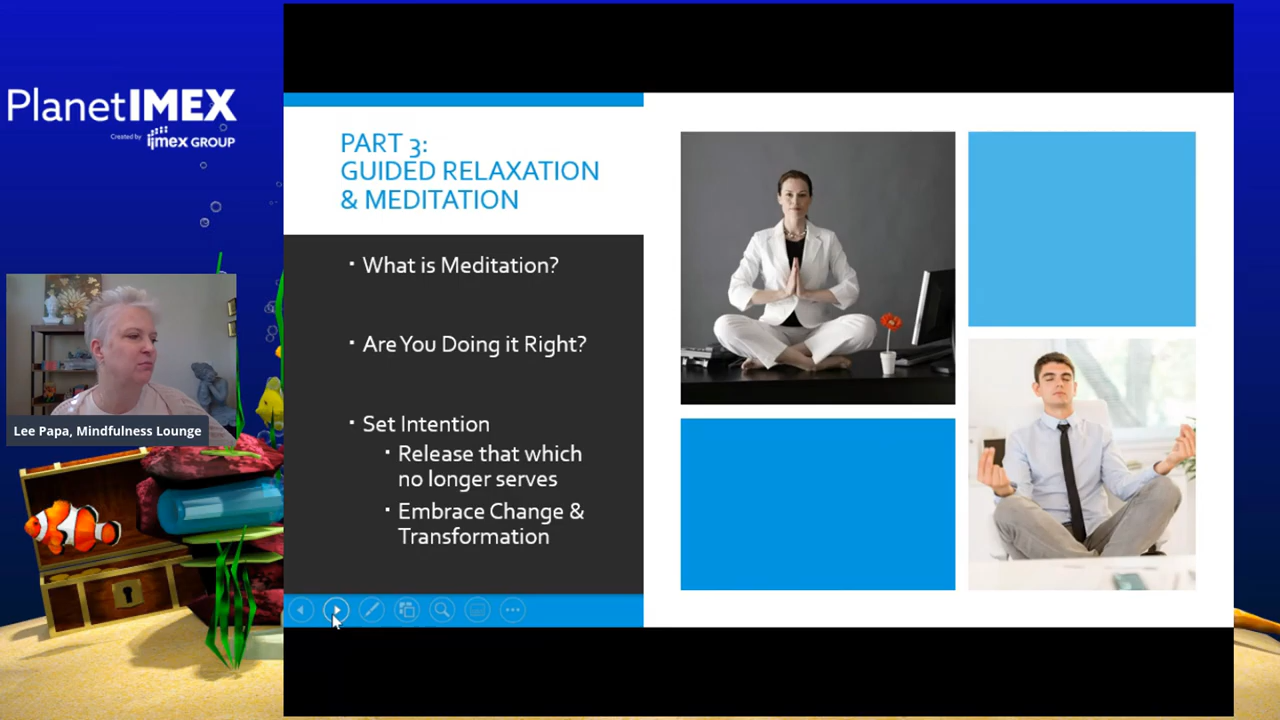 PlanetIMEX
Created by imex GROUP
Lee Papa, Mindfulness Lounge
PART 3:
GUIDED RELAXATION
& MEDITATION
▪ What is Meditation?
▪ Are You Doing it Right?
▪ Set Intention
▪ Release that which
no longer serves
▪ Embrace Change &
Transformation